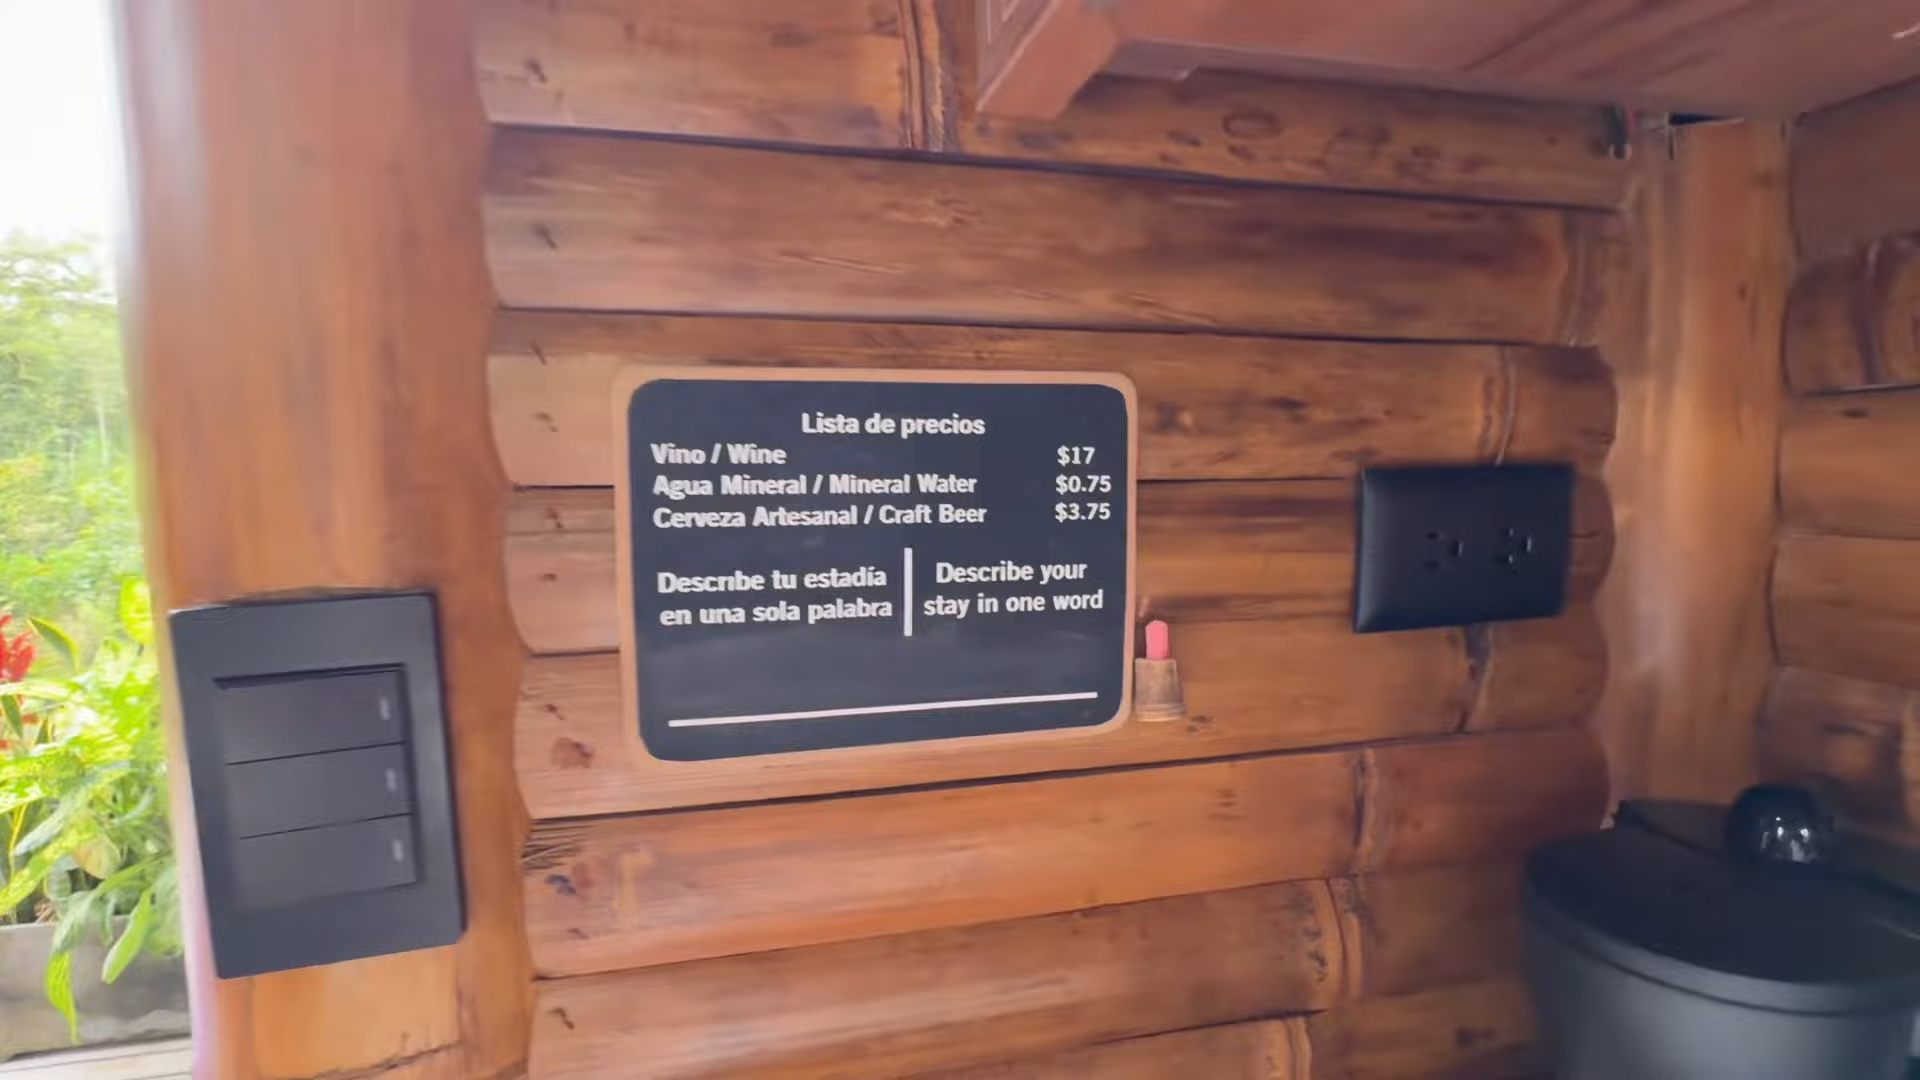 Lista de precios
Vino / Wine $17
Agua Mineral / Mineral Water $0.75
Cerveza Artesanal / Craft Beer $3.75
Describe tu estadía
en una sola palabra
Describe your
stay in one word